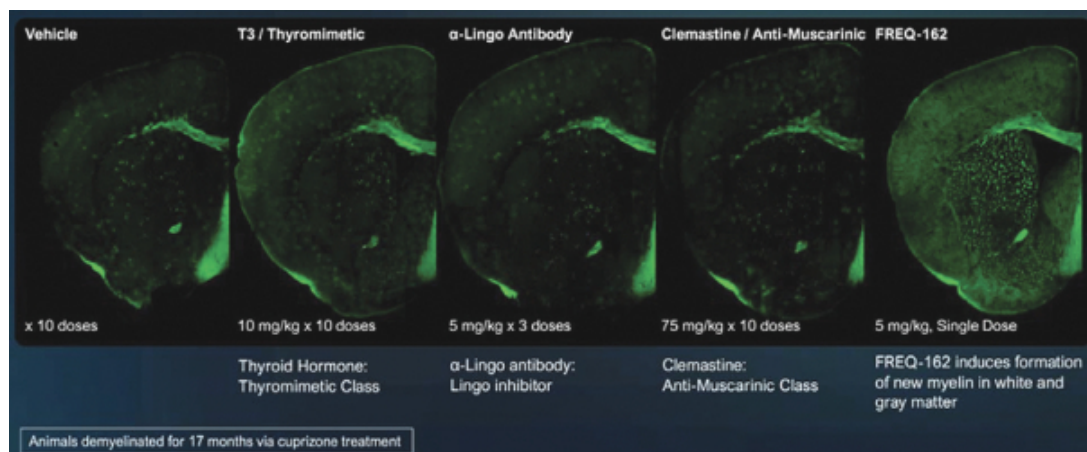 Vehicle
T3 / Thyromimetic
α-Lingo Antibody
Clemastine / Anti-Muscarinic
FREQ-162
x 10 doses
10 mg/kg x 10 doses
5 mg/kg x 3 doses
75 mg/kg x 10 doses
5 mg/kg, Single Dose
Thyroid Hormone:
Thyromimetic Class
α-Lingo antibody:
Lingo inhibitor
Clemastine:
Anti-Muscarinic Class
FREQ-162 induces formation
of new myelin in white and
gray matter
Animals demyelinated for 17 months via cuprizone treatment